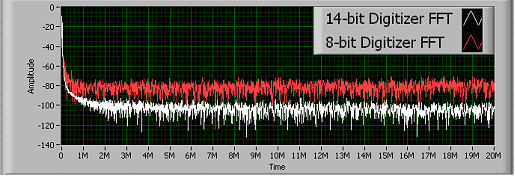 14-bit Digitizer FFT
8-bit Digitizer FFT
Amplitude
0
-20
-40
-60
-80
-100
-120
-140
0 1M 2M 3M 4M 5M 6M 7M 8M 9M 10M 11M 12M 13M 14M 15M 16M 17M 18M 19M 20M
Time